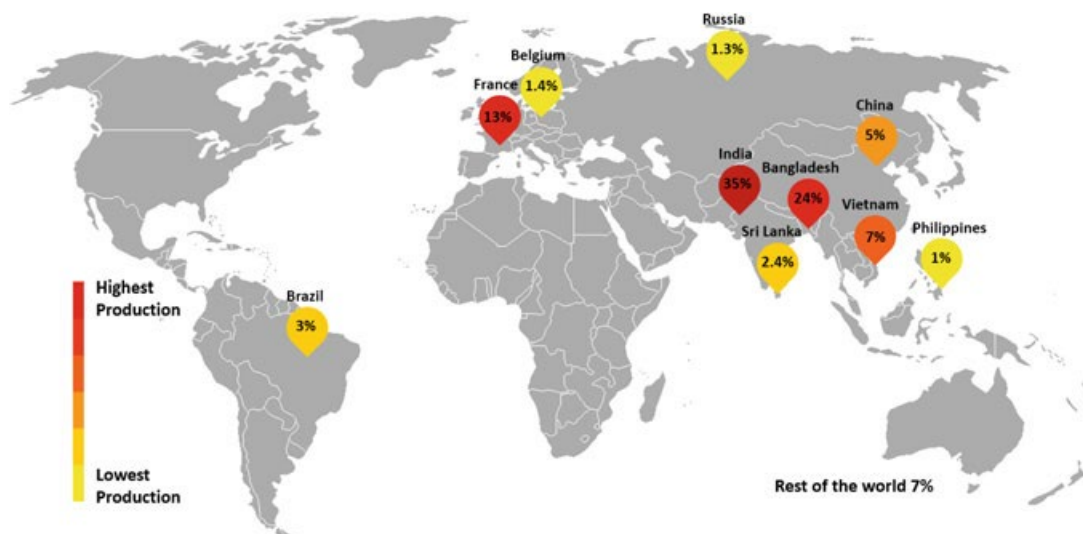 Russia
1.3%
Belgium
1.4%
France
13%
China
5%
India
35%
Bangladesh
24%
Vietnam
7%
Sri Lanka
2.4%
Philippines
1%
Brazil
3%
Highest
Production
Lowest
Production
Rest of the world 7%